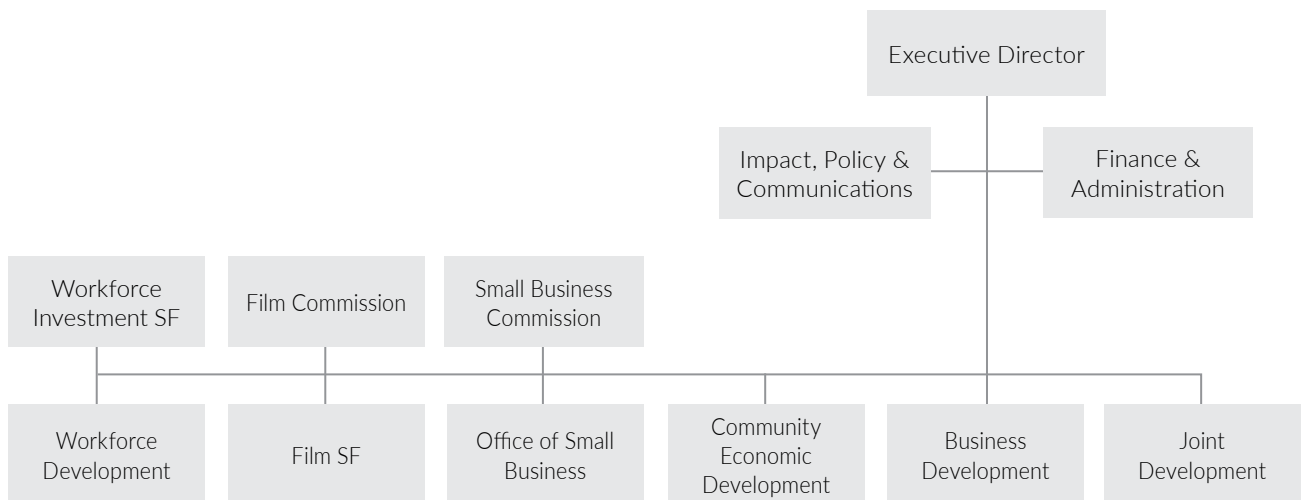 Executive Director
Impact, Policy &
Communications
Finance &
Administration
Workforce
Investment SF
Film Commission
Small Business
Commission
Workforce
Development
Film SF
Office of Small
Business
Community
Economic
Development
Business
Development
Joint
Development